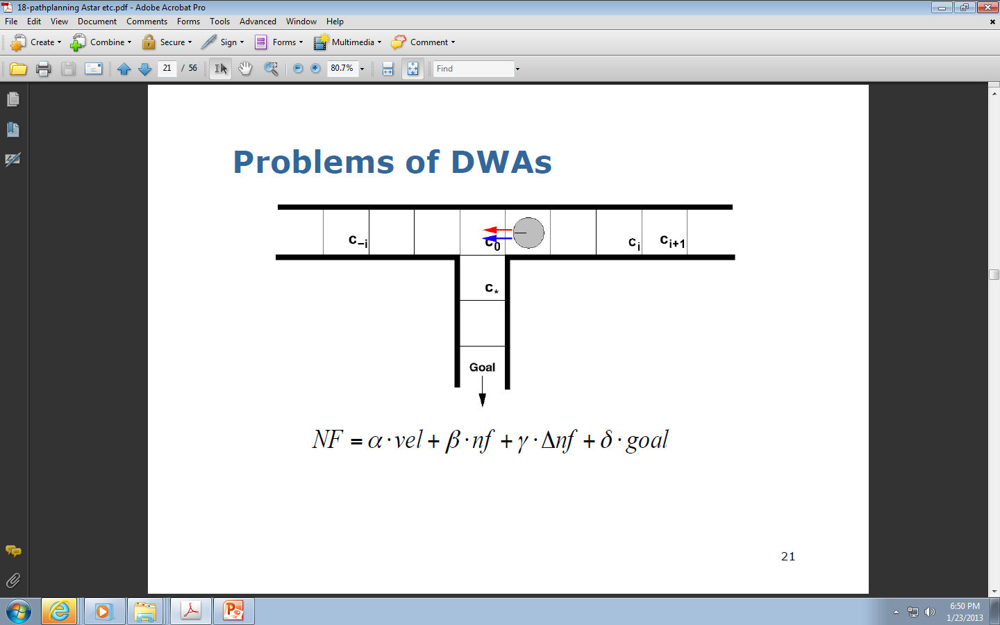 18-pathplanning Astar etc.pdf - Adobe Acrobat Pro
File Edit View Document Comments Forms Tools Advanced Window Help
Create Combine Secure Sign Forms Multimedia Comment
21 / 56 80.7% Find
Problems of DWAs
c−i c0 ci ci+1
c*
Goal
NF = α · vel + β · nf + γ · Δnf + δ · goal
21
6:50 PM
1/23/2013